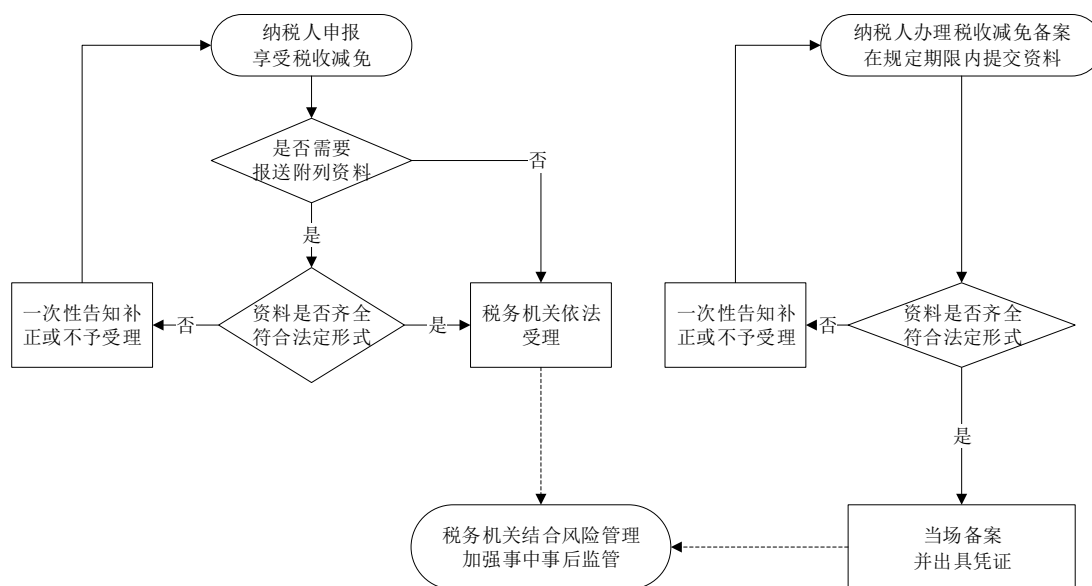 纳税人申报
享受税收减免
是否需要
报送附列资料
否
是
一次性告知补
正或不予受理
否
资料是否齐全
符合法定形式
是
税务机关依法
受理
纳税人办理税收减免备案
在规定期限内提交资料
一次性告知补
正或不予受理
否
资料是否齐全
符合法定形式
是
税务机关结合风险管理
加强事中事后监管
当场备案
并出具凭证